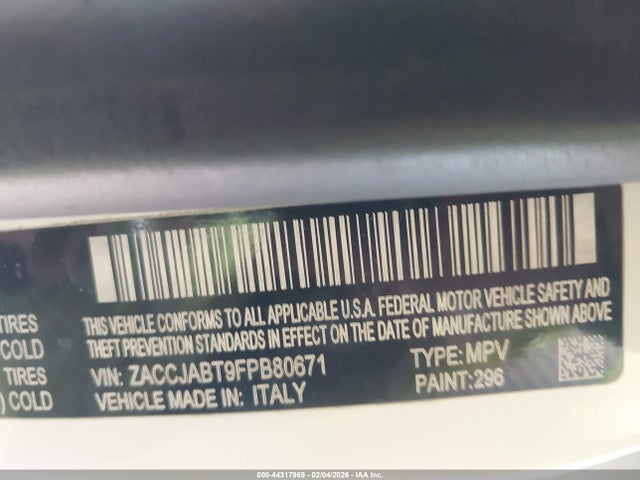 THIS VEHICLE CONFORMS TO ALL APPLICABLE U.S.A. FEDERAL MOTOR VEHICLE SAFETY AND
THEFT PREVENTION STANDARDS IN EFFECT ON THE DATE OF MANUFACTURE SHOWN ABOVE
VIN: ZACCJABT9FPB80671 TYPE: MPV
VEHICLE MADE IN: ITALY PAINT: 296
TIRES
COLD
TIRES
) COLD
000-44317969 02/04/2026 - IAA Inc.